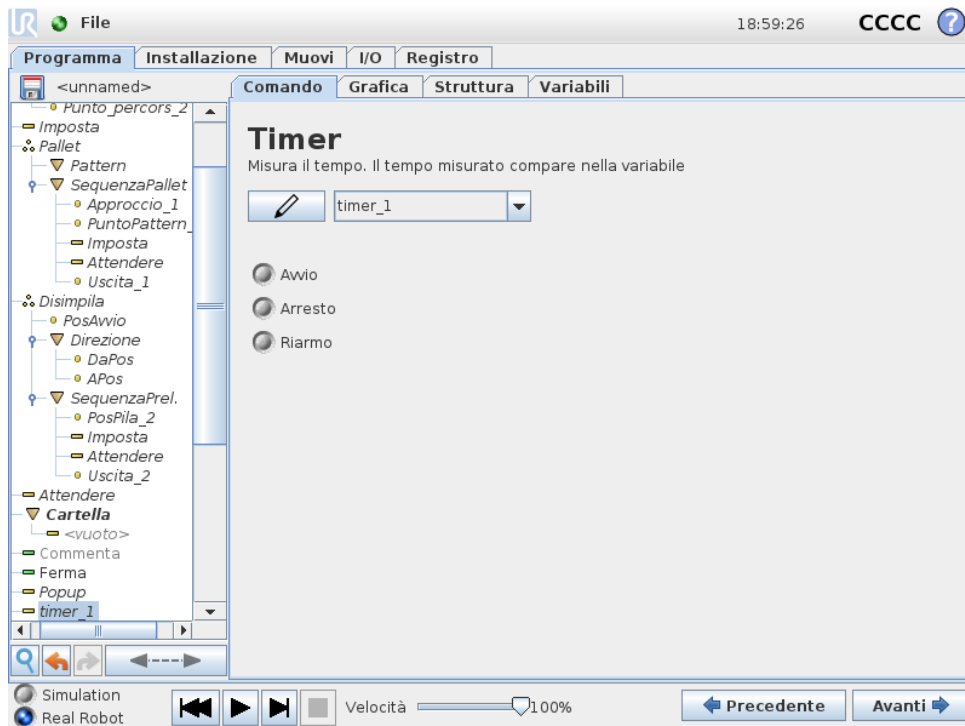 UR File 18:59:26 CCCC ?
Programma Installazione Muovi I/O Registro
<unnamed>
Comando Grafica Struttura Variabili
Punto_percors_2
Imposta
Pallet
Pattern
SequenzaPallet
Approccio_1
PuntoPattern_
Imposta
Attendere
Uscita_1
Disimpila
PosAvvio
Direzione
DaPos
APos
SequenzaPrel.
PosPila_2
Imposta
Attendere
Uscita_2
Attendere
Cartella
<vuoto>
Commenta
Ferma
Popup
timer_1
Timer
Misura il tempo. Il tempo misurato compare nella variabile
timer_1
Avvio
Arresto
Riarmo
Simulation
Real Robot
Velocità 100%
Precedente Avanti